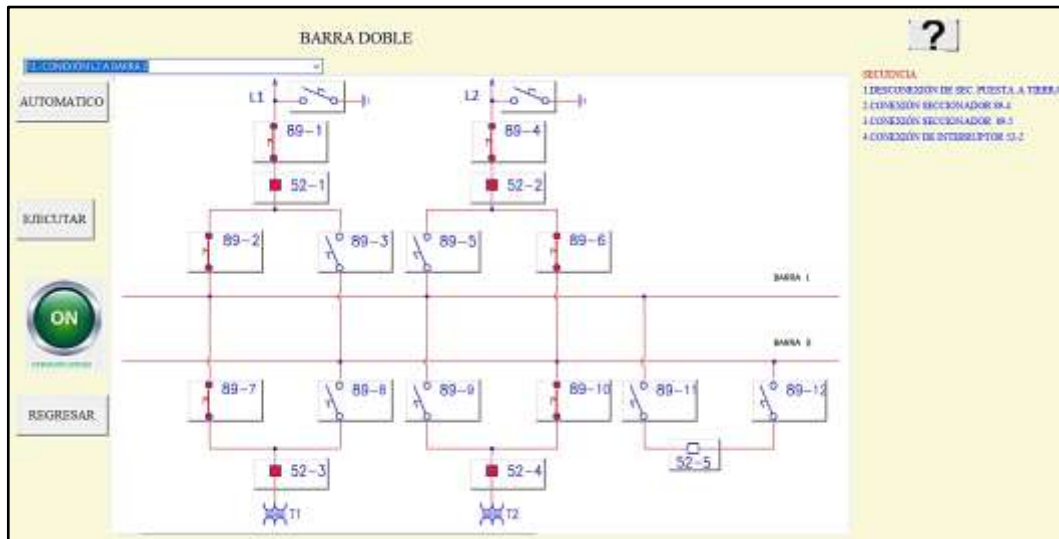 BARRA DOBLE
AUTOMATICO
EJECUTAR
ON
REGRESAR
L1
L2
89-1
89-4
52-1
52-2
89-2
89-3
89-5
89-6
BARRA I
BARRA II
89-7
89-8
89-9
89-10
89-11
89-12
52-3
52-4
52-5
T1
T2
?
SECUENCIA
1.DESCONEXIÓN DE SEC. PUESTA A TIERRA
2.CONEXIÓN SECCIONADOR 89-4
3.CONEXIÓN SECCIONADOR 89-5
4.CONEXIÓN DE INTERRUPTOR 52-2